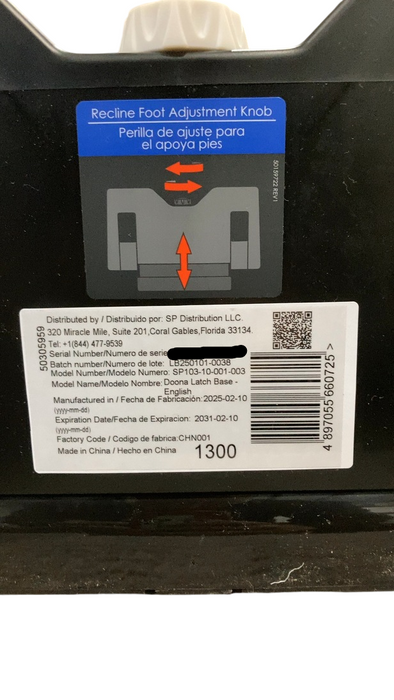 Recline Foot Adjustment Knob
Perilla de ajuste para
el apoya pies
S0159722 REV1
50305959
Distributed by / Distribuido por: SP Distribution LLC.
320 Miracle Mile, Suite 201,Coral Gables,Florida 33134.
Tel: +1(844) 477-9539
Serial Number/Numero de serie
Batch number/Numero de lote: LB250101-0038
Model Number/Modelo Numero: SP103-10-001-003
Model Name/Modelo Nombre: Doona Latch Base -
English
Manufactured in / Fecha de Fabricación: 2025-02-10
(yyyy-mm-dd)
Expiration Date/Fecha de Expiracion: 2031-02-10
(yyyy-mm-dd)
Factory Code / Codigo de fabrica:CHN001
Made in China / Hecho en China
1300
4 897055 660725 >